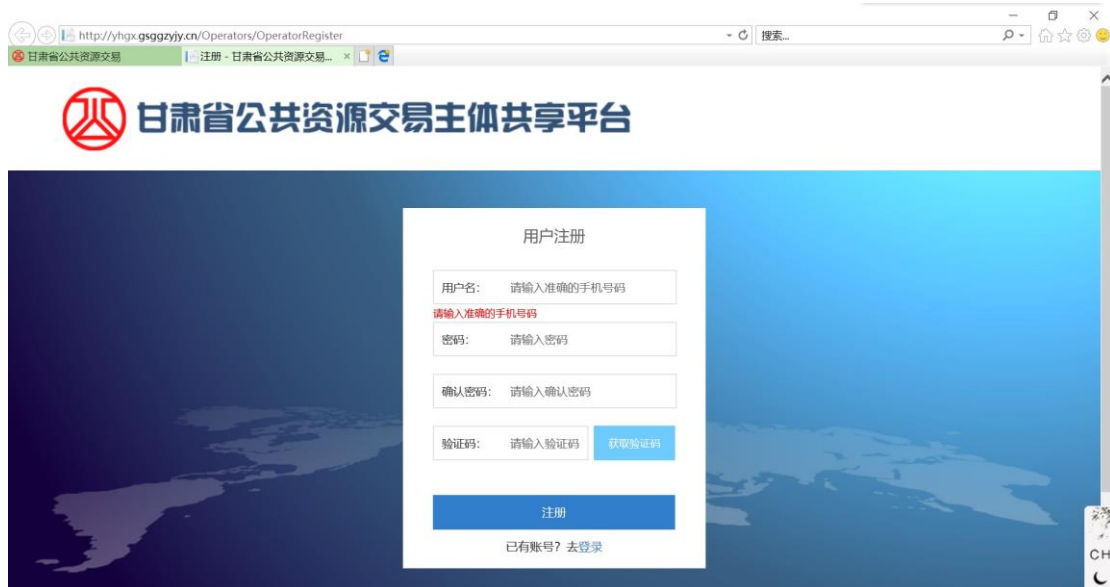 http://yhgx.gsggzyjy.cn/Operators/OperatorRegister
搜索...
甘肃省公共资源交易
注册 - 甘肃省公共资源交易...
甘肃省公共资源交易主体共享平台
用户注册
用户名: 请输入准确的手机号码
请输入准确的手机号码
密码: 请输入密码
确认密码: 请输入确认密码
验证码: 请输入验证码 获取验证码
注册
已有账号?去登录
CH